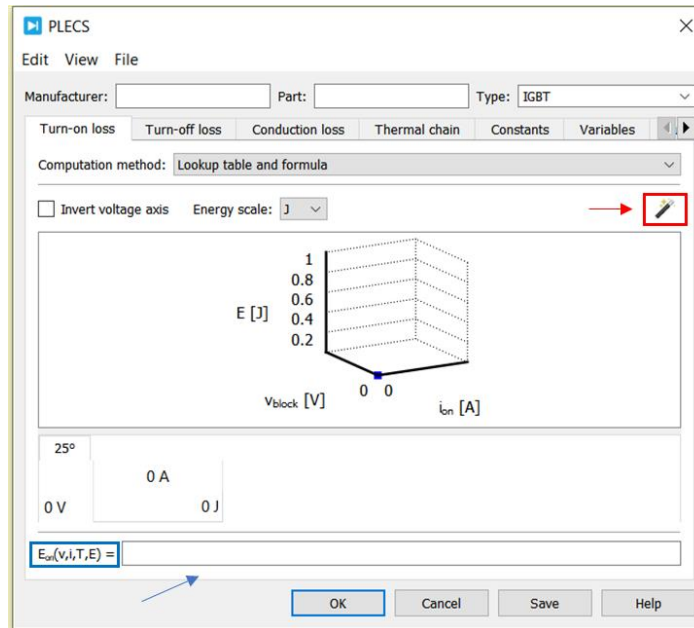 PLECS
Edit View File
Manufacturer: Part: Type: IGBT
Turn-on loss Turn-off loss Conduction loss Thermal chain Constants Variables
Computation method: Lookup table and formula
Invert voltage axis Energy scale: J
1
0.8
0.6
E [J] 0.4
0.2
0 0
vblock [V] ion [A]
25°
0 A
0 V 0 J
Eon(v,i,T,E) =
OK Cancel Save Help